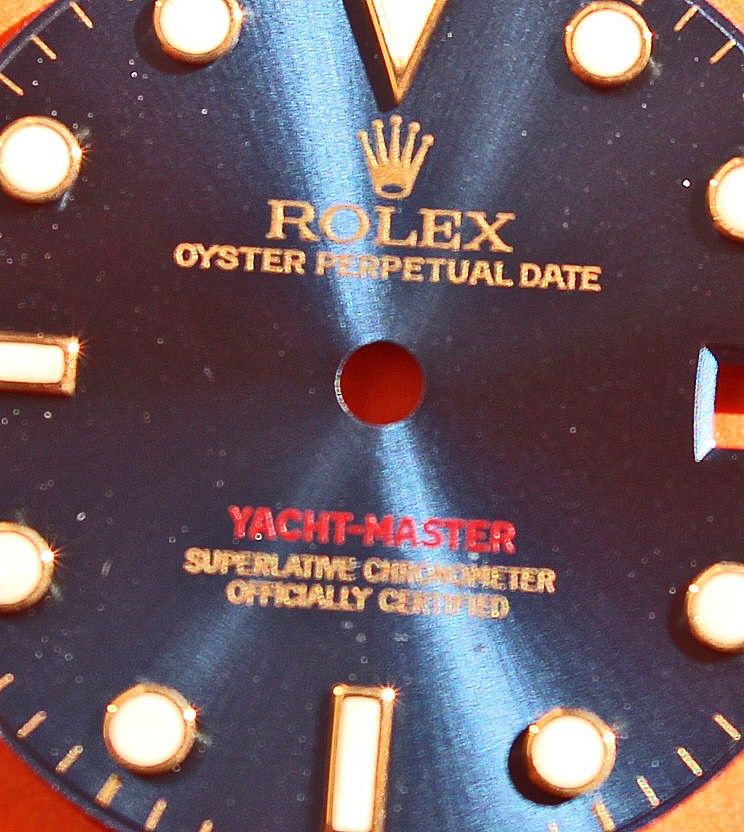 ROLEX
OYSTER PERPETUAL DATE
YACHT-MASTER
SUPERLATIVE CHRONOMETER
OFFICIALLY CERTIFIED